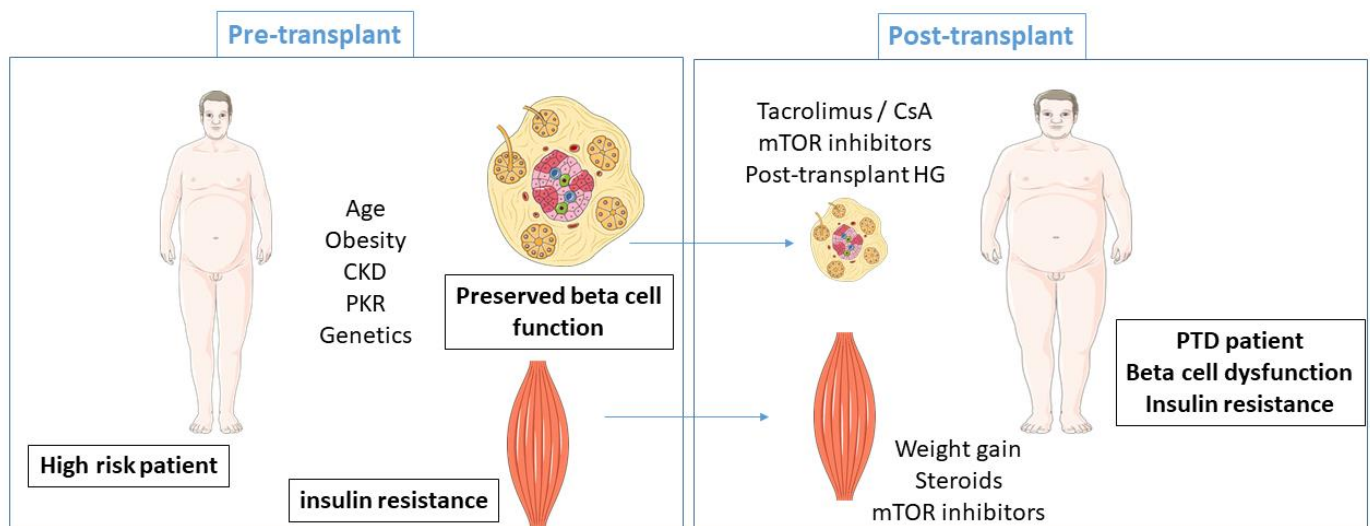 Pre-transplant
Age
Obesity
CKD
PKR
Genetics
Preserved beta cell
function
High risk patient
insulin resistance
Post-transplant
Tacrolimus / CsA
mTOR inhibitors
Post-transplant HG
PTD patient
Beta cell dysfunction
Insulin resistance
Weight gain
Steroids
mTOR inhibitors